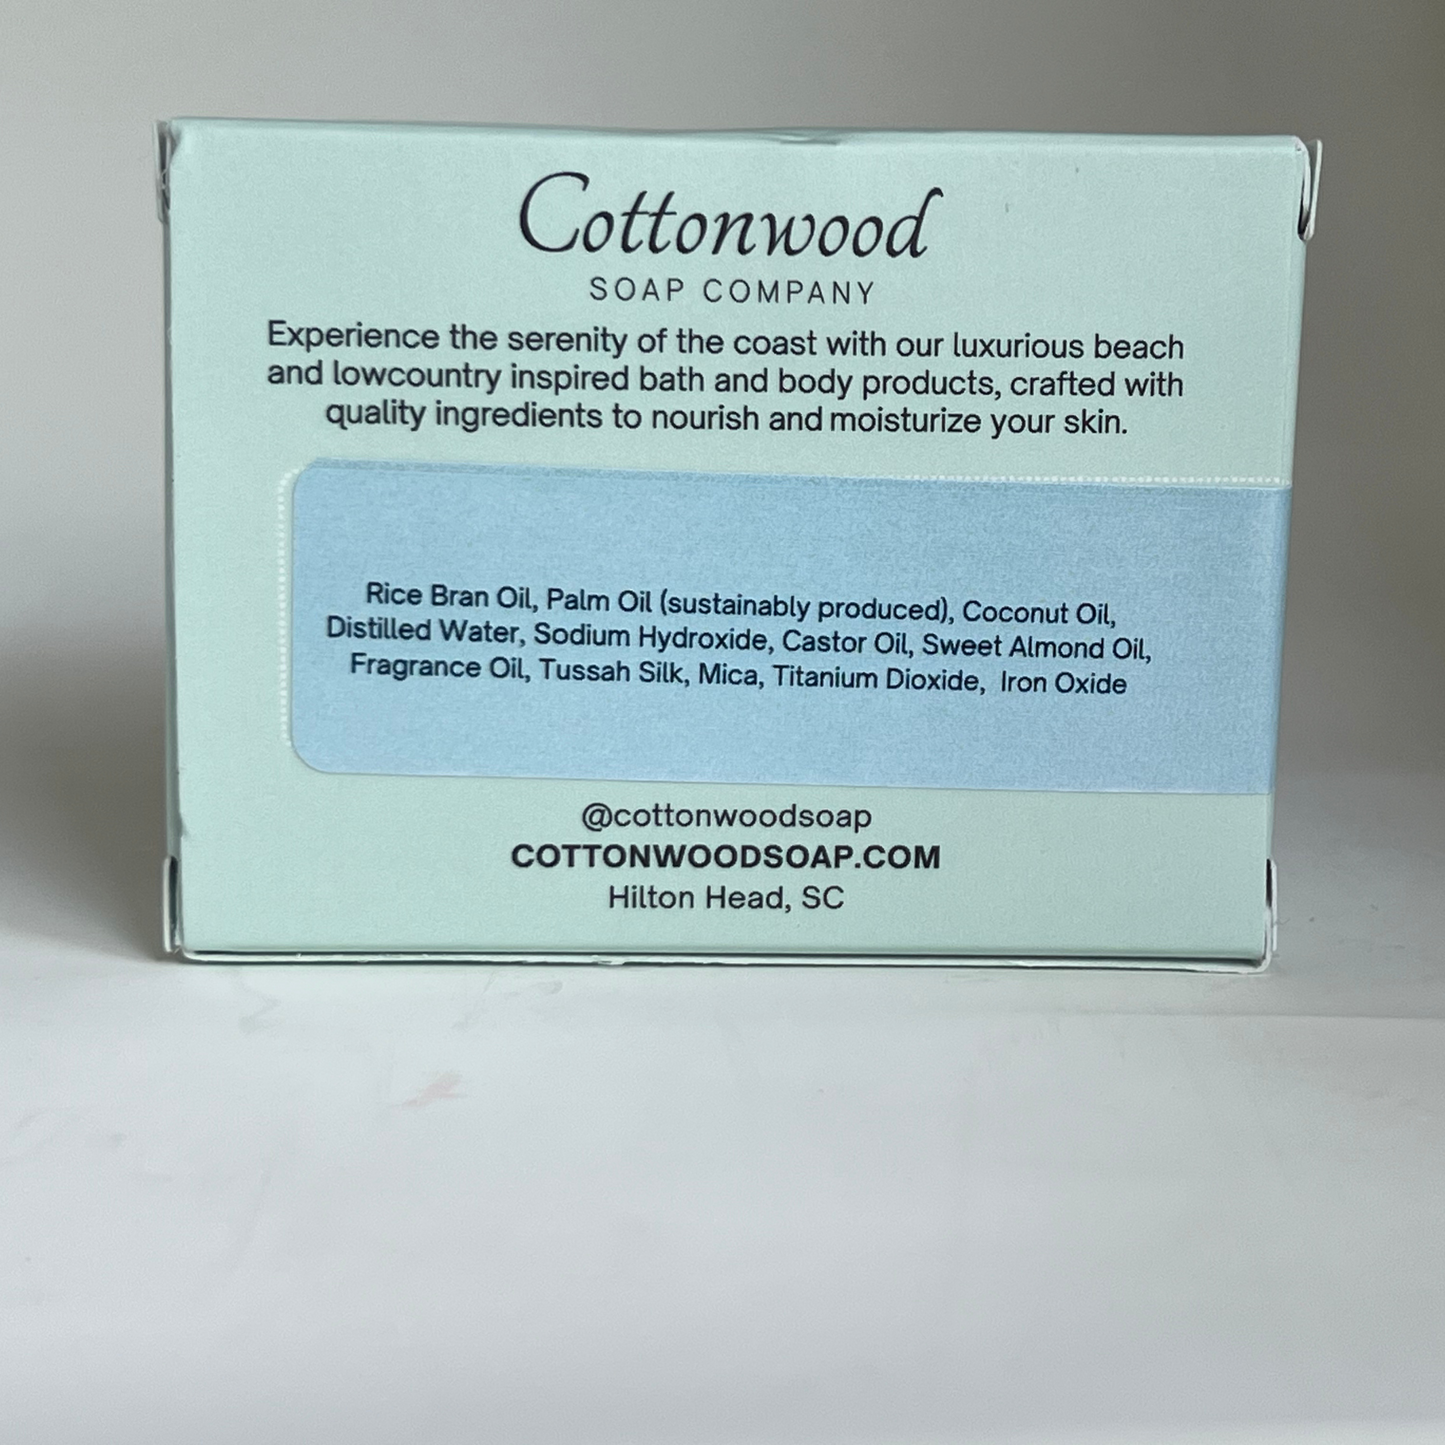 Cottonwood
SOAP COMPANY
Experience the serenity of the coast with our luxurious beach
and lowcountry inspired bath and body products, crafted with
quality ingredients to nourish and moisturize your skin.
Rice Bran Oil, Palm Oil (sustainably produced), Coconut Oil,
Distilled Water, Sodium Hydroxide, Castor Oil, Sweet Almond Oil,
Fragrance Oil, Tussah Silk, Mica, Titanium Dioxide, Iron Oxide
@cottonwoodsoap
COTTONWOODSOAP.COM
Hilton Head, SC